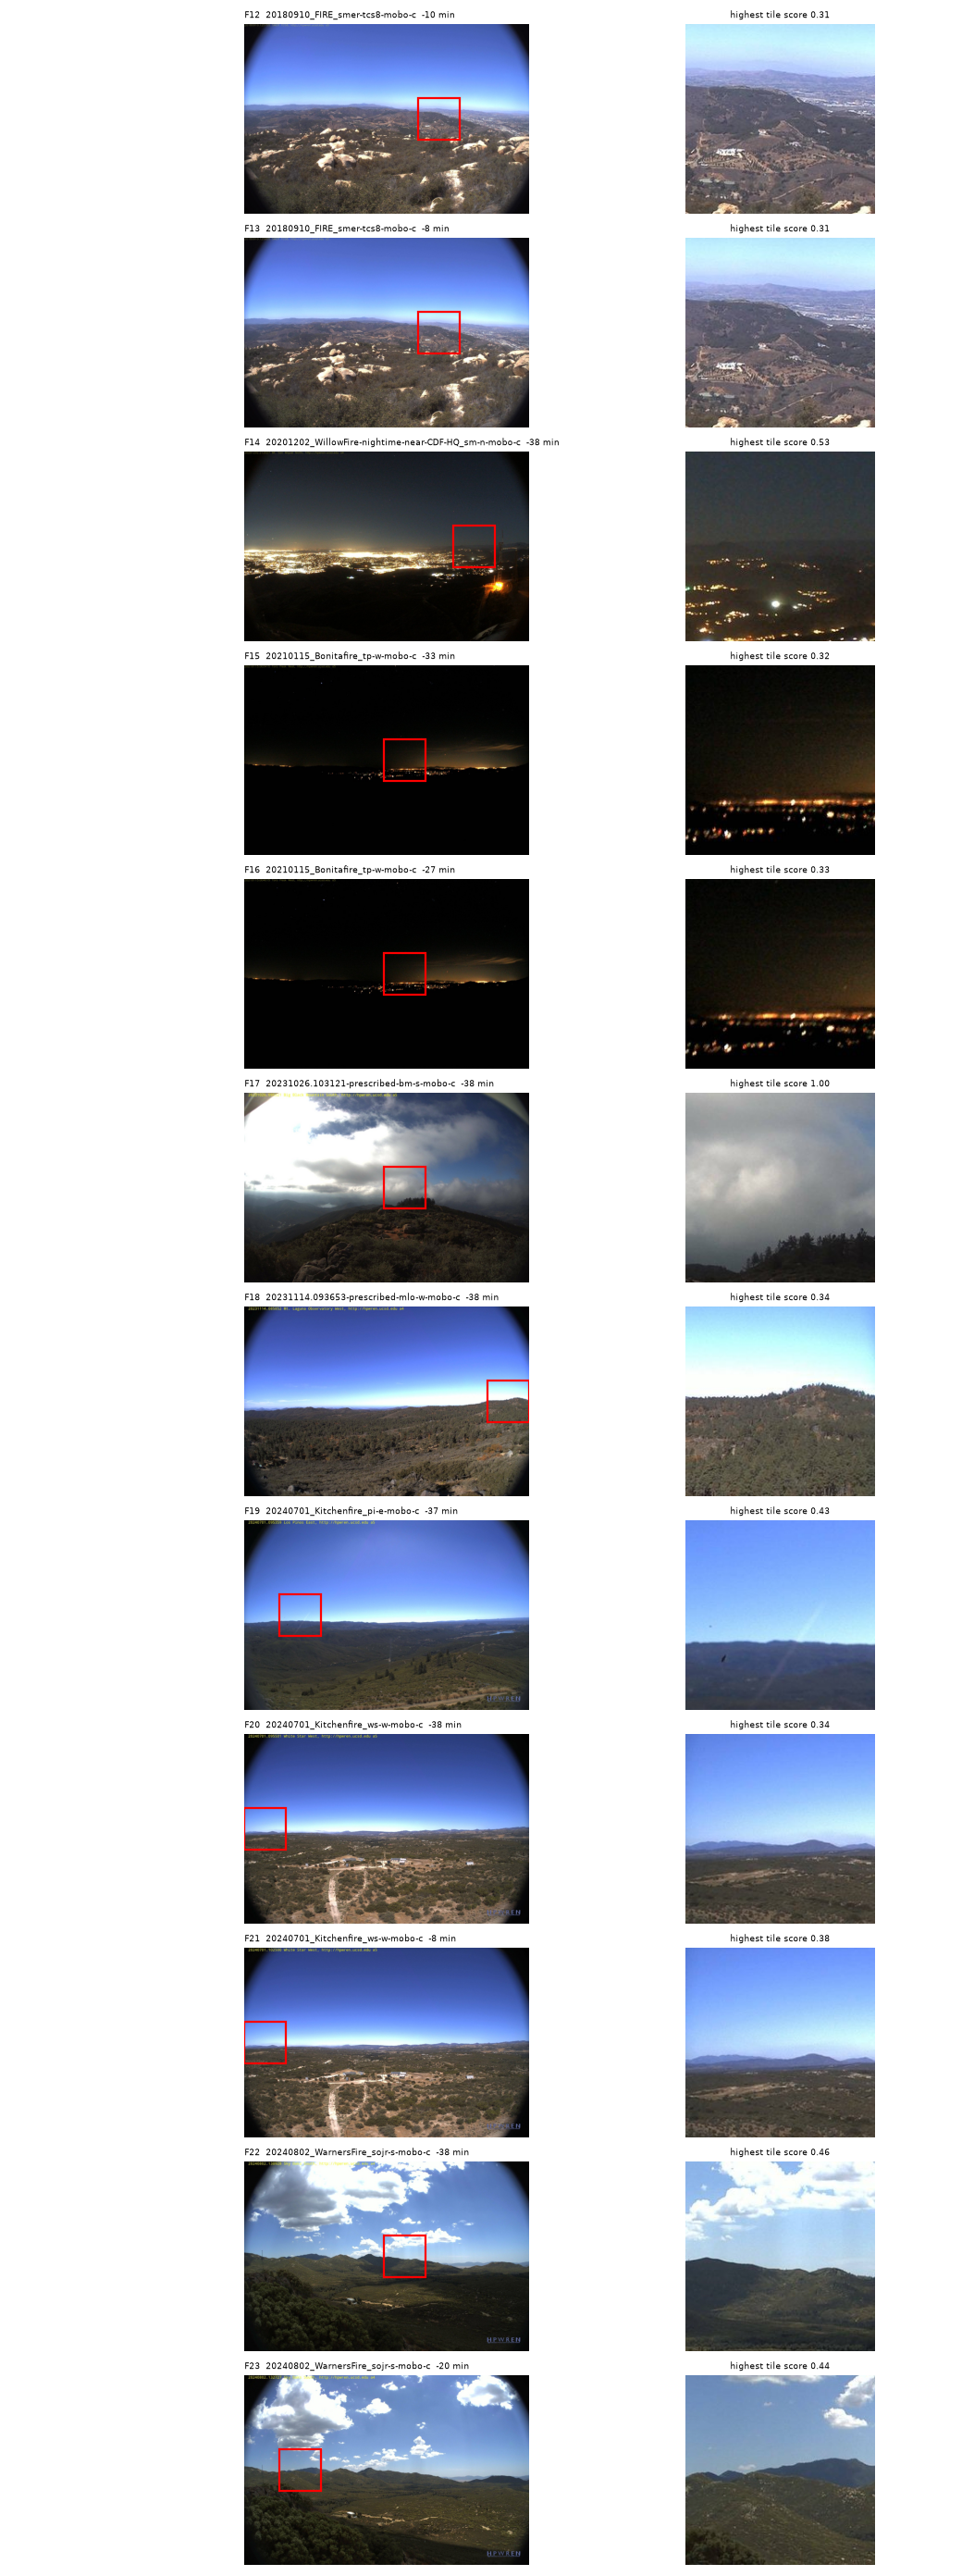 F12 20180910_FIRE_smer-tcs8-mobo-c -10 min
highest tile score 0.31
F13 20180910_FIRE_smer-tcs8-mobo-c -8 min
highest tile score 0.31
F14 20201202_WillowFire-nightime-near-CDF-HQ_sm-n-mobo-c -38 min
highest tile score 0.53
F15 20210115_Bonitafire_tp-w-mobo-c -33 min
highest tile score 0.32
F16 20210115_Bonitafire_tp-w-mobo-c -27 min
highest tile score 0.33
F17 20231026.103121-prescribed-bm-s-mobo-c -38 min
highest tile score 1.00
F18 20231114.093653-prescribed-mlo-w-mobo-c -38 min
highest tile score 0.34
F19 20240701_Kitchenfire_pi-e-mobo-c -37 min
highest tile score 0.43
HPWREN
F20 20240701_Kitchenfire_ws-w-mobo-c -38 min
highest tile score 0.34
HPWREN
F21 20240701_Kitchenfire_ws-w-mobo-c -8 min
highest tile score 0.38
HPWREN
F22 20240802_WarnersFire_sojr-s-mobo-c -38 min
highest tile score 0.46
HPWREN
F23 20240802_WarnersFire_sojr-s-mobo-c -20 min
highest tile score 0.44
HPWREN